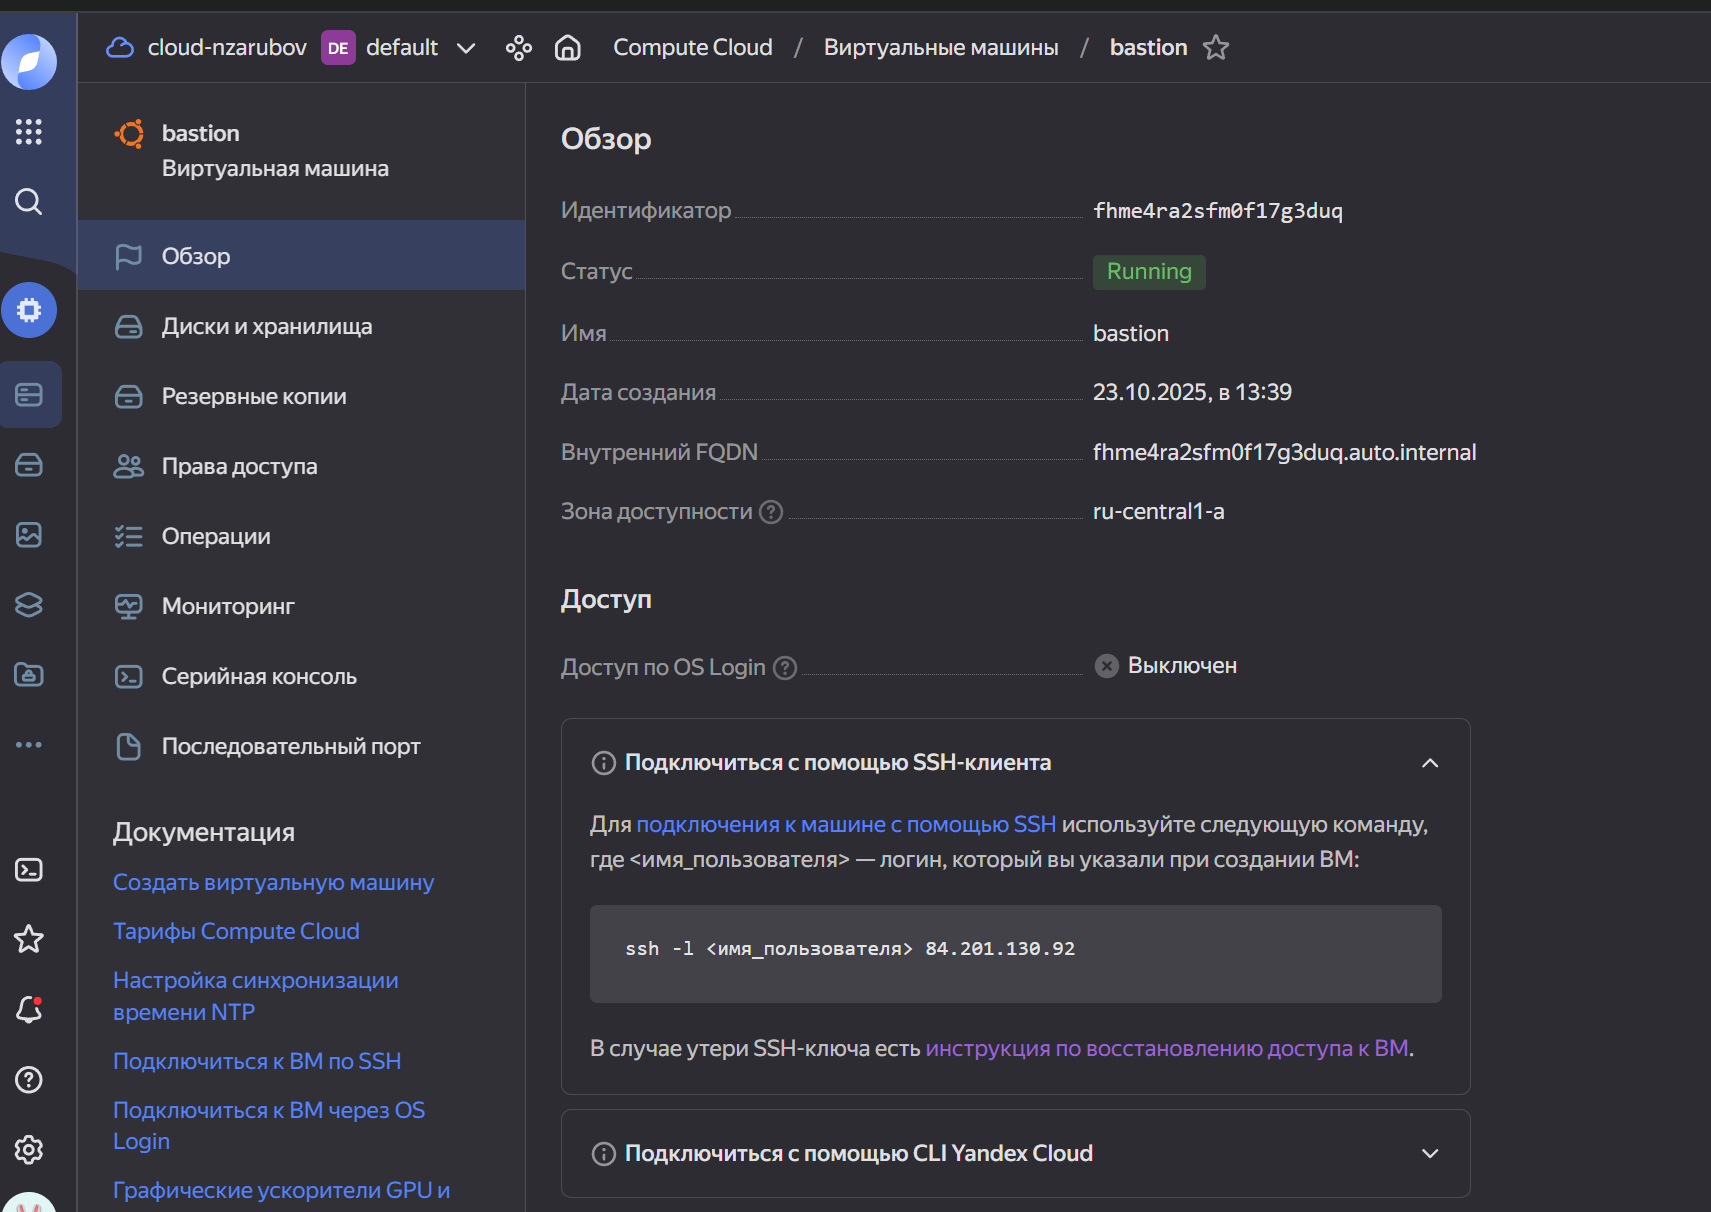 cloud-nzarubov DE default Compute Cloud / Виртуальные машины / bastion
bastion
Виртуальная машина
Обзор
Диски и хранилища
Резервные копии
Права доступа
Операции
Мониторинг
Серийная консоль
Последовательный порт
Документация
Создать виртуальную машину
Тарифы Compute Cloud
Настройка синхронизации
времени NTP
Подключиться к ВМ по SSH
Подключиться к ВМ через OS
Login
Графические ускорители GPU и
Обзор
Идентификатор fhme4ra2sfm0f17g3duq
Статус Running
Имя bastion
Дата создания 23.10.2025, в 13:39
Внутренний FQDN fhme4ra2sfm0f17g3duq.auto.internal
Зона доступности ru-central1-a
Доступ
Доступ по OS Login Выключен
Подключиться с помощью SSH-клиента
Для подключения к машине с помощью SSH используйте следующую команду,
где <имя_пользователя> — логин, который вы указали при создании ВМ:
ssh -l <имя_пользователя> 84.201.130.92
В случае утери SSH-ключа есть инструкция по восстановлению доступа к ВМ.
Подключиться с помощью CLI Yandex Cloud